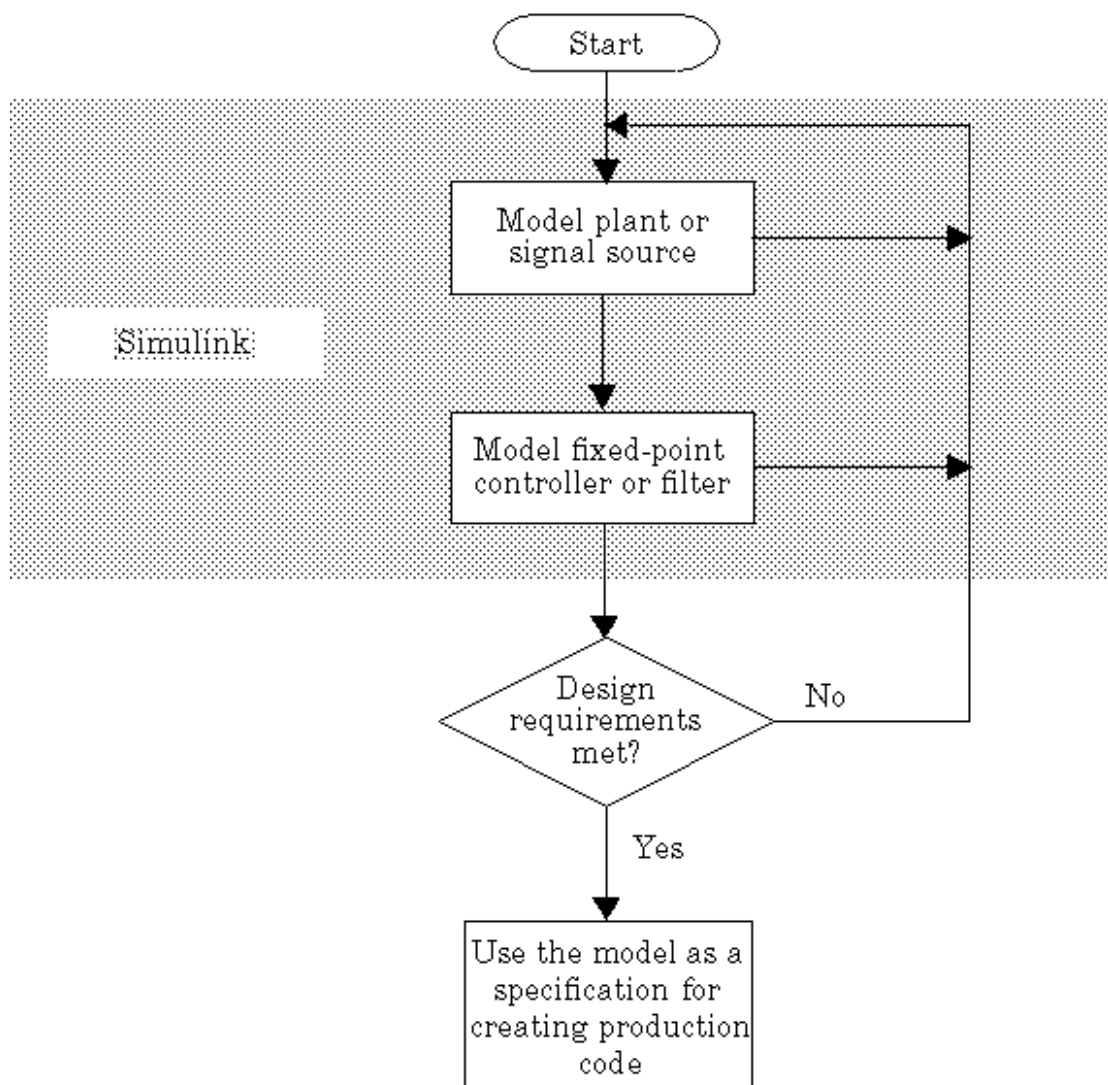 Start
Model plant or
signal source
Simulink
Model fixed-point
controller or filter
Design
requirements
met?
No
Yes
Use the model as a
specification for
creating production
code